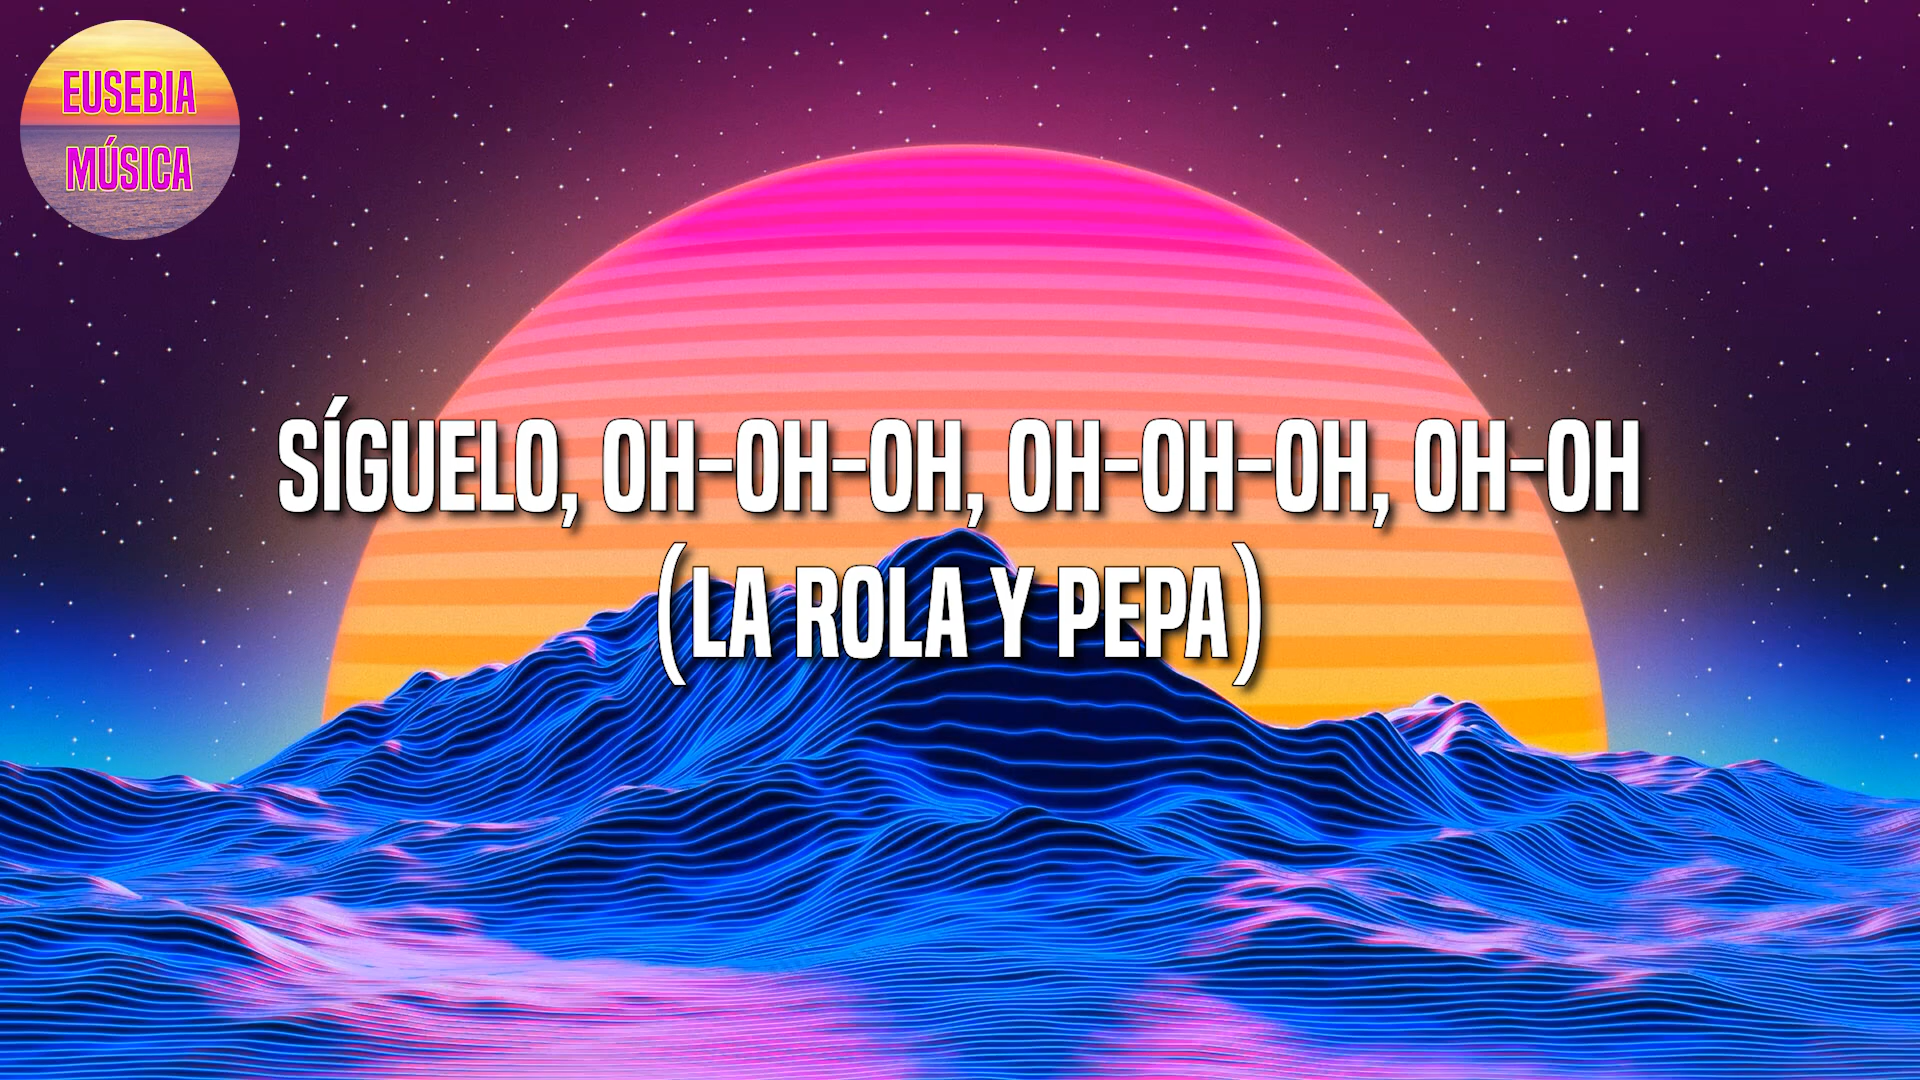 EUSEBIA
MÚSICA
SÍGUELO, OH-OH-OH, OH-OH-OH, OH-OH
(LA ROLA Y PEPA)